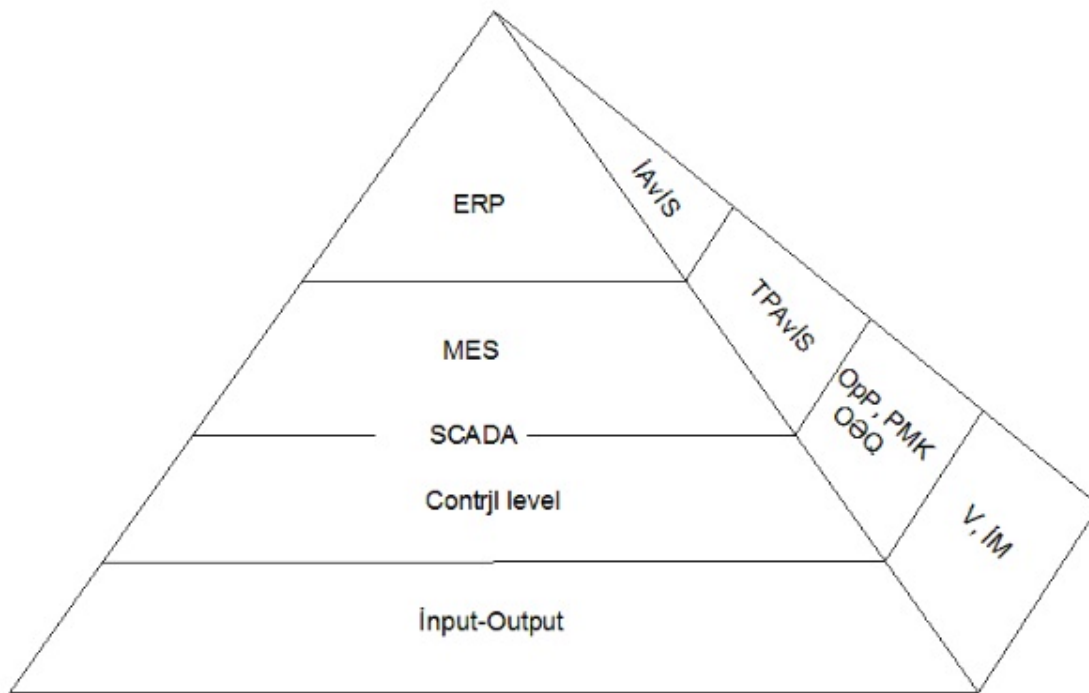 ERP
İAvİS
MES
TPAvİS
SCADA
OpP, PMK
OƏQ
Contrjl level
V, İM
İnput-Output